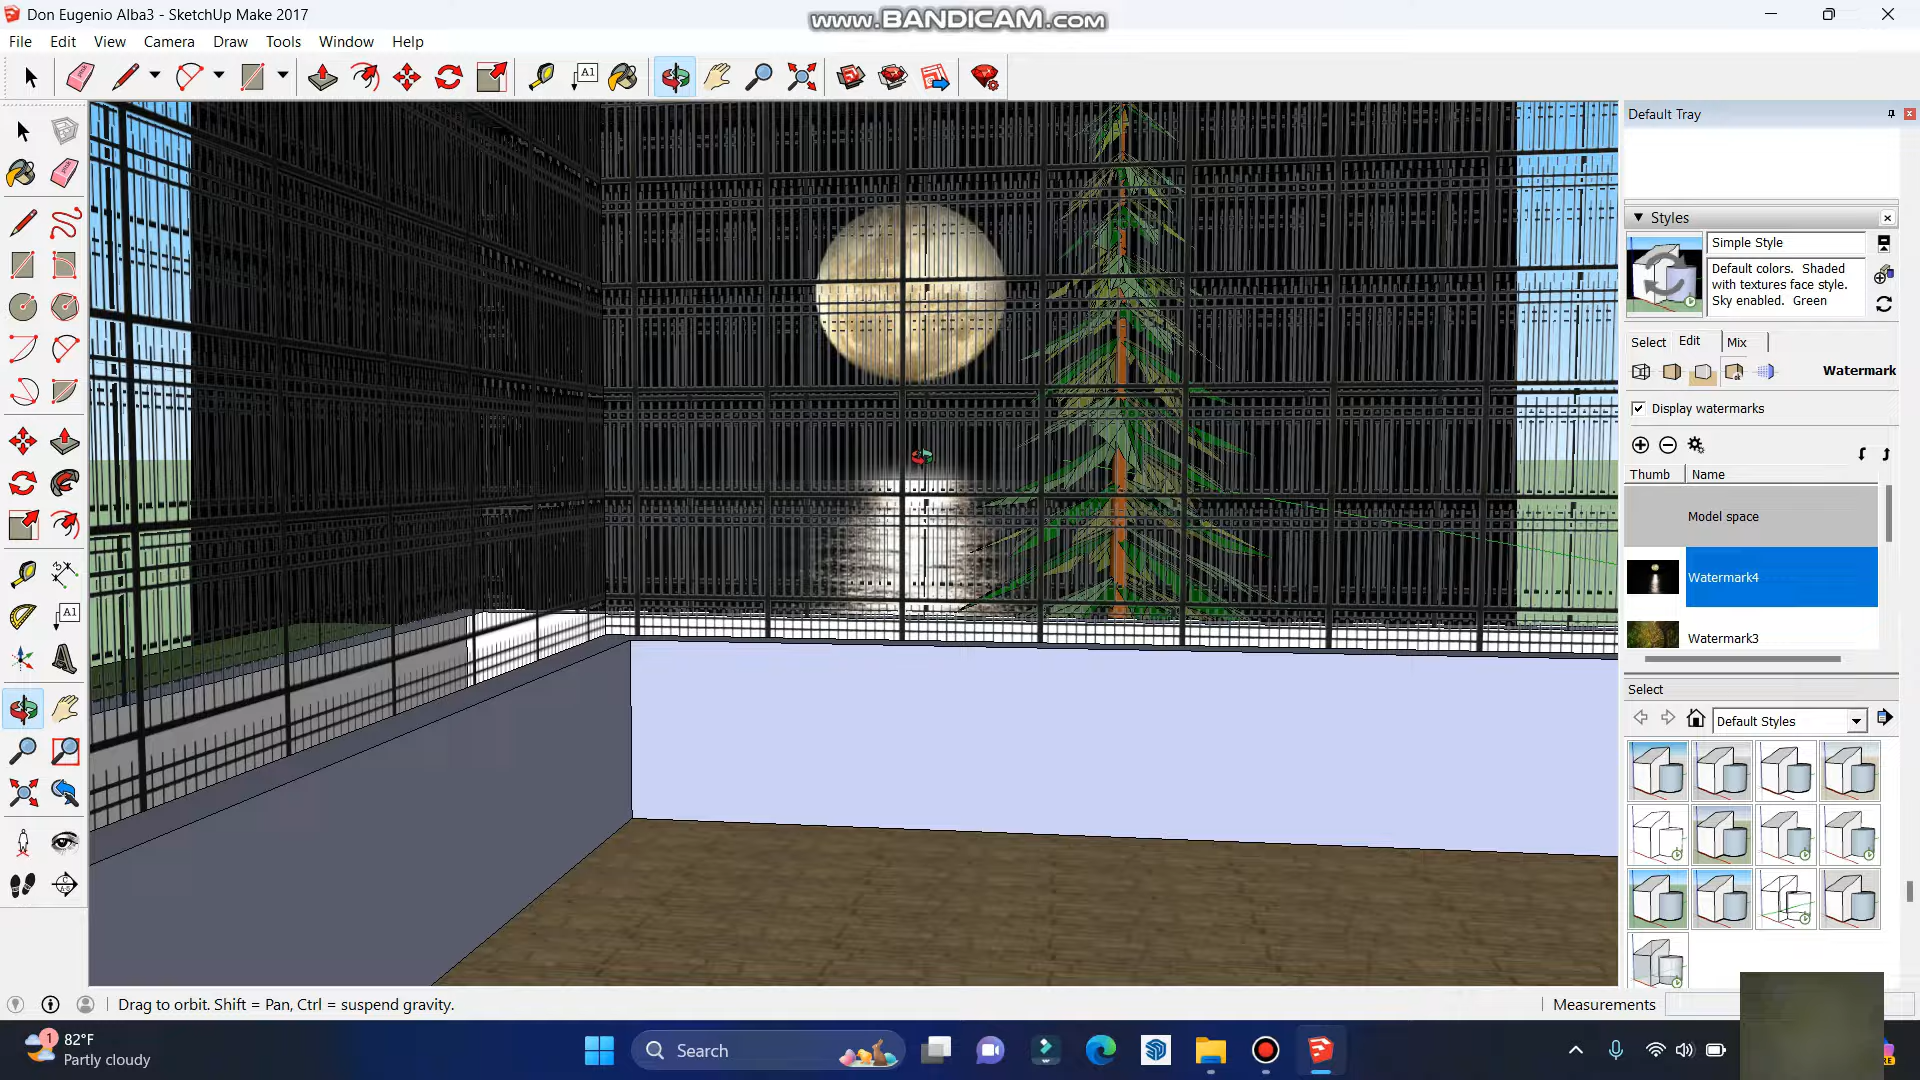 Don Eugenio Alba3 - SketchUp Make 2017
www.BANDICAM.com
File Edit View Camera Draw Tools Window Help
A1
Default Tray
Styles
Simple Style
Default colors. Shaded
with textures face style.
Sky enabled. Green
Select Edit Mix
Watermark
Display watermarks
Thumb Name
Model space
Watermark4
Watermark3
A1
Select
Default Styles
Drag to orbit. Shift = Pan, Ctrl = suspend gravity.
Measurements
1
82°F
Partly cloudy
Search